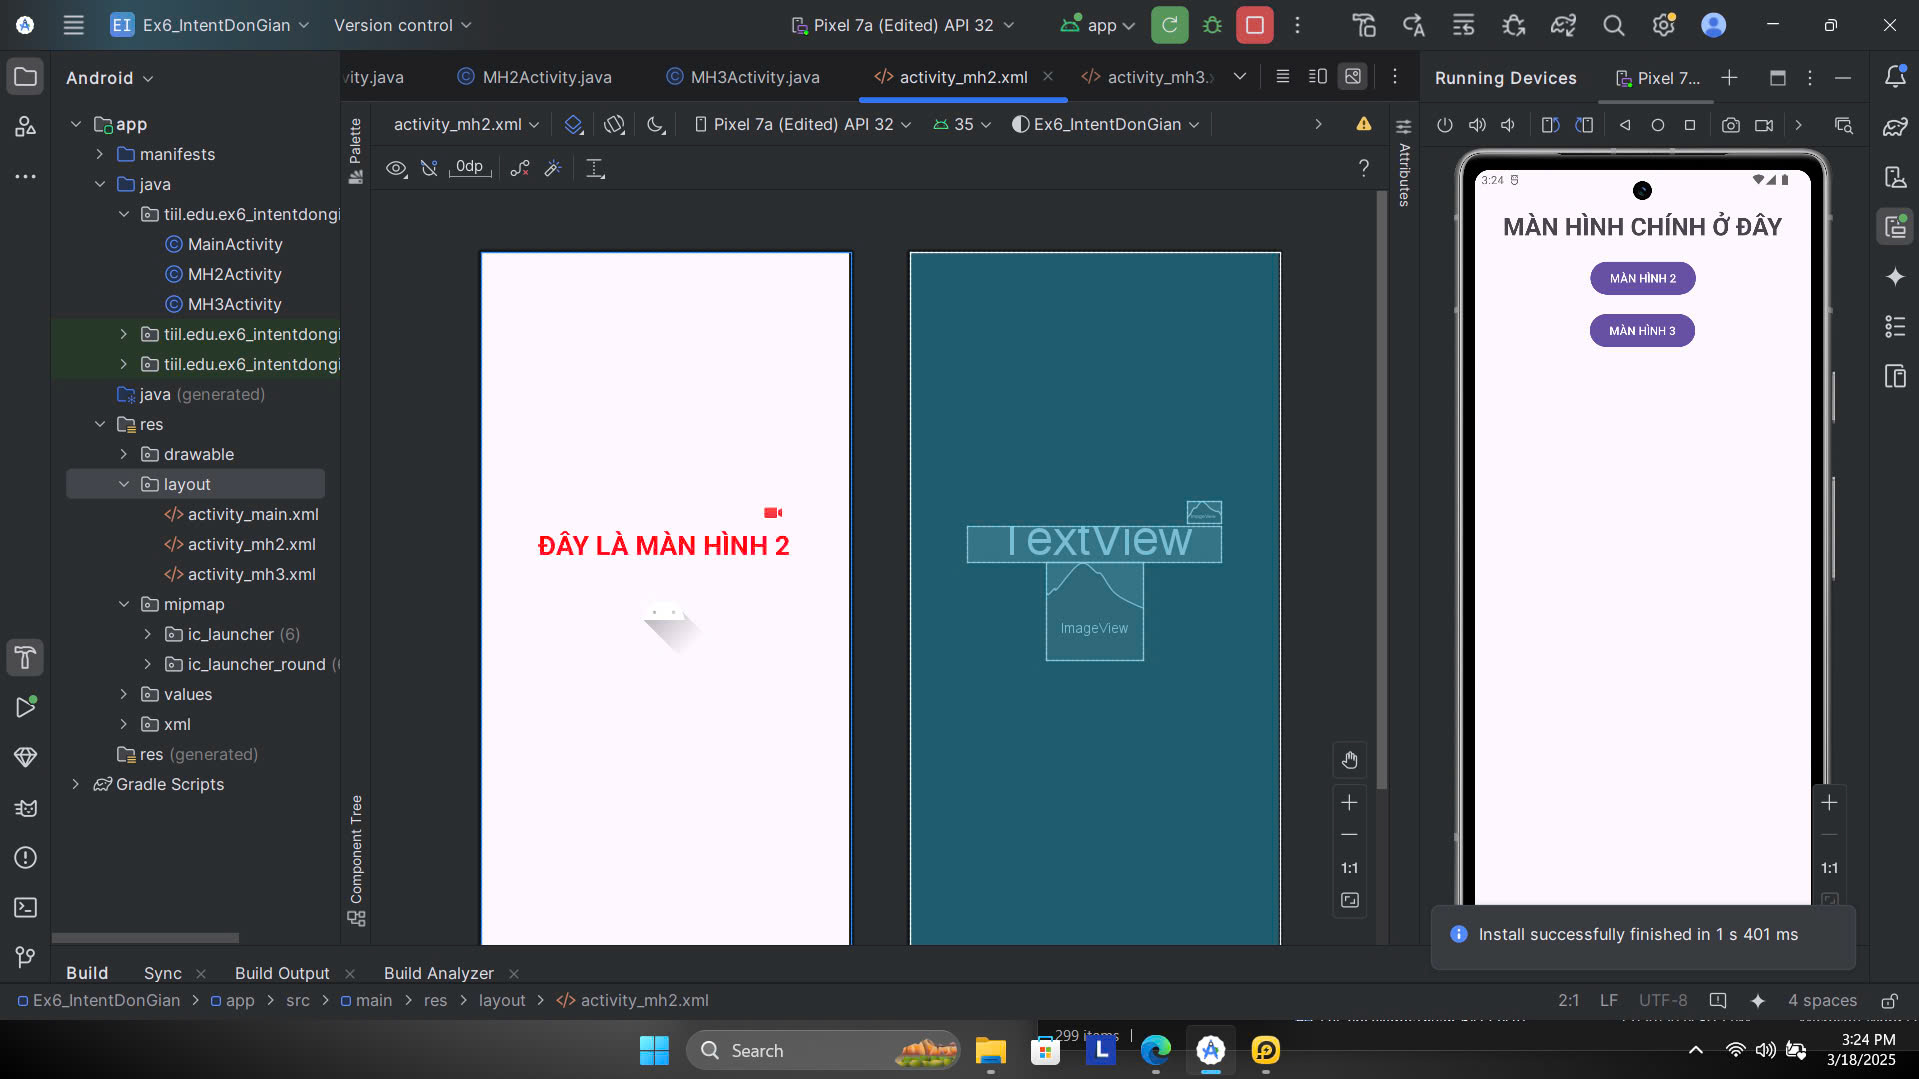 EI Ex6_IntentDonGian Version control Pixel 7a (Edited) API 32 app
Android vity.java MH2Activity.java MH3Activity.java activity_mh2.xml activity_mh3. Running Devices Pixel 7...
activity_mh2.xml Pixel 7a (Edited) API 32 35 Ex6_IntentDonGian
0dp ?
Palette
Attributes
Component Tree
app
manifests
java
tiil.edu.ex6_intentdongi
MainActivity
MH2Activity
MH3Activity
tiil.edu.ex6_intentdongi
tiil.edu.ex6_intentdongi
java (generated)
res
drawable
layout
activity_main.xml
activity_mh2.xml
activity_mh3.xml
mipmap
ic_launcher (6)
ic_launcher_round (
values
xml
res (generated)
Gradle Scripts
ĐÂY LÀ MÀN HÌNH 2
TextView
ImageView
1:1
3:24
MÀN HÌNH CHÍNH Ở ĐÂY
MÀN HÌNH 2
MÀN HÌNH 3
1:1
Install successfully finished in 1 s 401 ms
Build Sync Build Output Build Analyzer
Ex6_IntentDonGian > app > src > main > res > layout > activity_mh2.xml 2:1 LF UTF-8 4 spaces
299 items
Search L 3:24 PM
3/18/2025